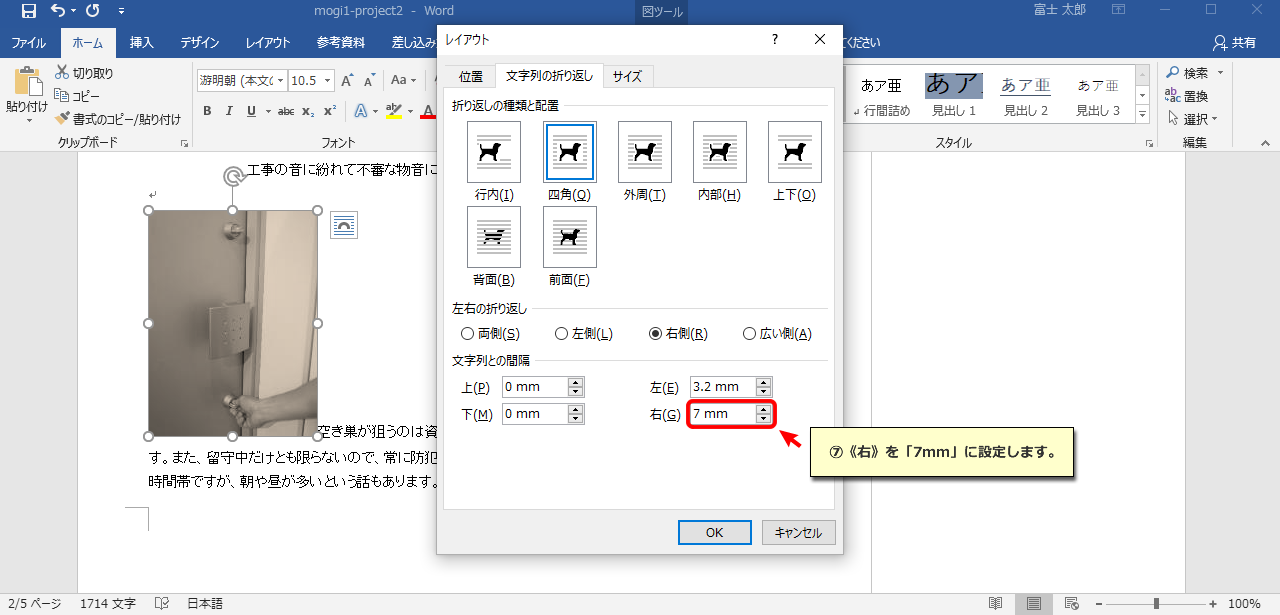 mogi1-project2 - Word
図ツール
富士 太郎
ファイル
ホーム
挿入
デザイン
レイアウト
参考資料
差し込み
ください
共有
貼り付け
切り取り
コピー
書式のコピー/貼り付け
クリップボード
游明朝 (本文の
10.5
Aa
B I U abc x₂ x²
A
フォント
あア亜
行間詰め
あア
見出し 1
あア亜
見出し 2
あア亜
見出し 3
スタイル
検索
置換
選択
編集
工事の音に紛れて不審な物音に
空き巣が狙うのは資
す。また、留守中だけとも限らないので、常に防犯
時間帯ですが、朝や昼が多いという話もあります。
レイアウト
?
位置
文字列の折り返し
サイズ
折り返しの種類と配置
行内(I)
四角(Q)
外周(T)
内部(H)
上下(O)
背面(B)
前面(F)
左右の折り返し
両側(S)
左側(L)
右側(R)
広い側(A)
文字列との間隔
上(P) 0 mm
左(E) 3.2 mm
下(M) 0 mm
右(G) 7 mm
⑦《右》を「7mm」に設定します。
OK
キャンセル
2/5 ページ
1714 文字
日本語
100%